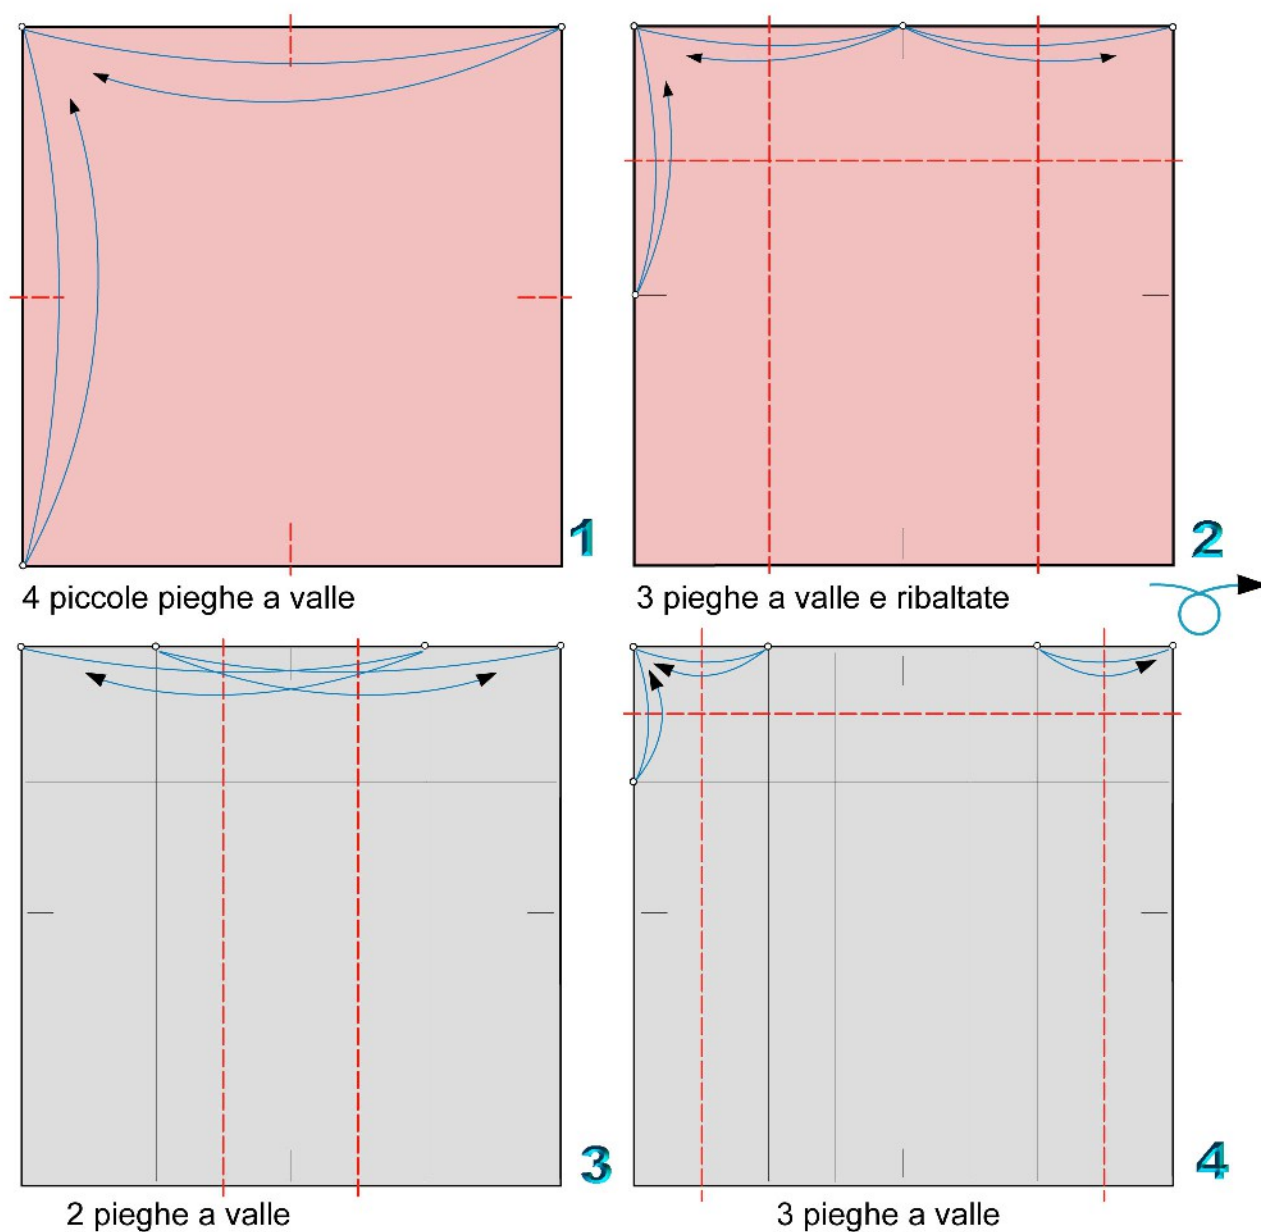 1
4 piccole pieghe a valle
2
3 pieghe a valle e ribaltate
3
2 pieghe a valle
4
3 pieghe a valle